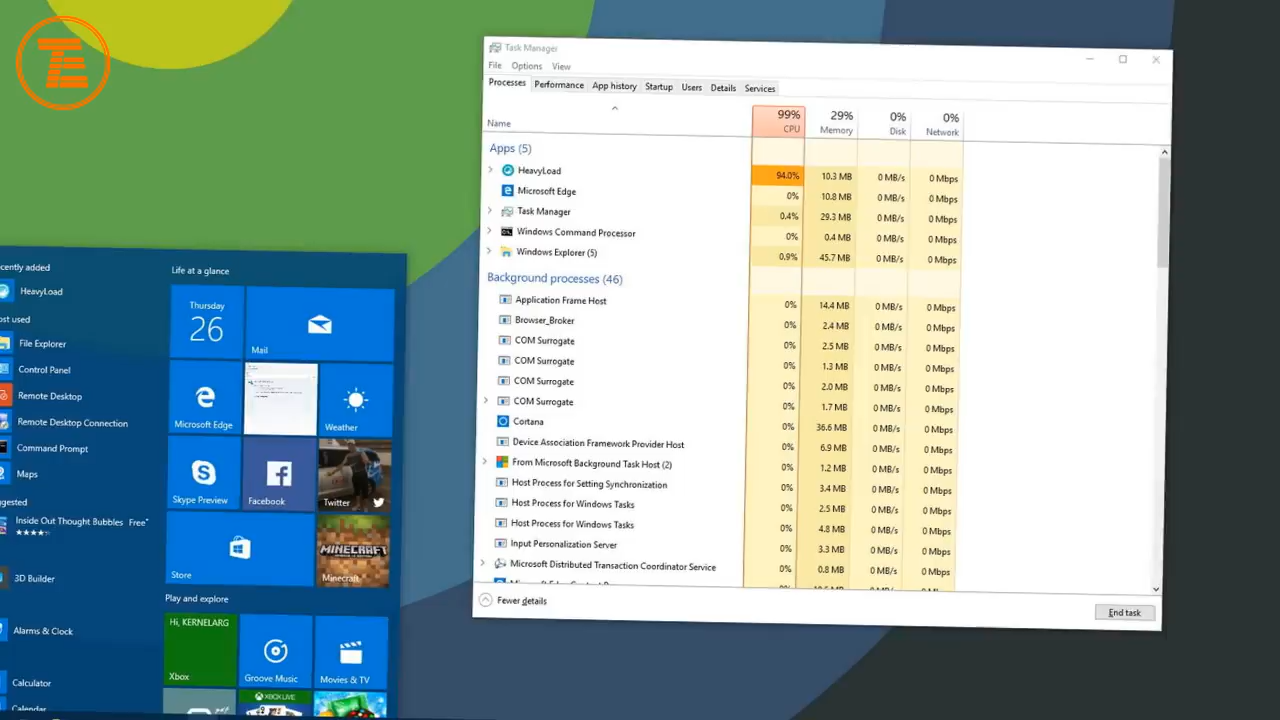 Task Manager
File Options View
Processes Performance App history Startup Users Details Services
99% 29% 0% 0%
Name CPU Memory Disk Network
Apps (5)
HeavyLoad 94.0% 10.3 MB 0 MB/s 0 Mbps
Microsoft Edge 0% 10.8 MB 0 MB/s 0 Mbps
Task Manager 0.4% 29.3 MB 0 MB/s 0 Mbps
Windows Command Processor 0% 0.4 MB 0 MB/s 0 Mbps
Windows Explorer (5) 0.9% 45.7 MB 0 MB/s 0 Mbps
Background processes (46)
Application Frame Host 0% 14.4 MB 0 MB/s 0 Mbps
Browser_Broker 0% 2.4 MB 0 MB/s 0 Mbps
COM Surrogate 0% 2.5 MB 0 MB/s 0 Mbps
COM Surrogate 0% 1.3 MB 0 MB/s 0 Mbps
COM Surrogate 0% 2.0 MB 0 MB/s 0 Mbps
COM Surrogate 0% 1.7 MB 0 MB/s 0 Mbps
Cortana 0% 36.6 MB 0 MB/s 0 Mbps
Device Association Framework Provider Host 0% 6.9 MB 0 MB/s 0 Mbps
From Microsoft Background Task Host (2) 0% 1.2 MB 0 MB/s 0 Mbps
Host Process for Setting Synchronization 0% 3.4 MB 0 MB/s 0 Mbps
Host Process for Windows Tasks 0% 2.5 MB 0 MB/s 0 Mbps
Host Process for Windows Tasks 0% 4.8 MB 0 MB/s 0 Mbps
Input Personalization Server 0% 3.3 MB 0 MB/s 0 Mbps
Microsoft Distributed Transaction Coordinator Service 0% 0.8 MB 0 MB/s 0 Mbps
Fewer details
End task
ecently added
HeavyLoad
ost used
File Explorer
Control Panel
Remote Desktop
Remote Desktop Connection
Command Prompt
Maps
ggested
Inside Out Thought Bubbles Free*
3D Builder
Alarms & Clock
Calculator
Calendar
Life at a glance
Thursday
26
Mail
Microsoft Edge
Weather
Skype Preview
Facebook
Twitter
Store
MINECRAFT
Minecraft
Play and explore
Hi, KERNELARG
Xbox
Groove Music
Movies & TV
XBOX LIVE